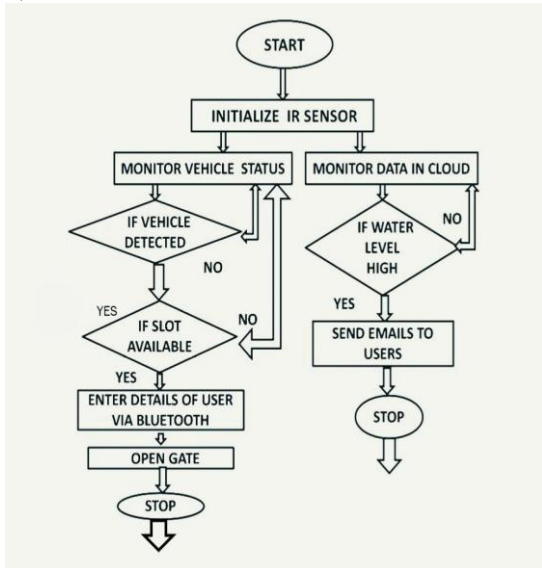 START
INITIALIZE IR SENSOR
MONITOR VEHICLE STATUS
MONITOR DATA IN CLOUD
IF VEHICLE
DETECTED
NO
YES
IF SLOT
AVAILABLE
NO
YES
ENTER DETAILS OF USER
VIA BLUETOOTH
OPEN GATE
STOP
IF WATER
LEVEL
HIGH
NO
YES
SEND EMAILS TO
USERS
STOP